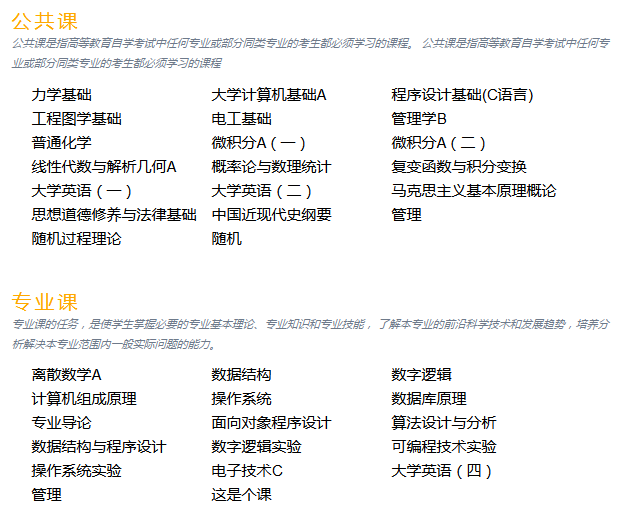 公共课
公共课是指高等教育自学考试中任何专业或部分同类专业的考生都必须学习的课程。 公共课是指高等教育自学考试中任何专
业或部分同类专业的考生都必须学习的课程
力学基础 大学计算机基础A 程序设计基础(C语言)
工程图学基础 电工基础 管理学B
普通化学 微积分A（一） 微积分A（二）
线性代数与解析几何A 概率论与数理统计 复变函数与积分变换
大学英语（一） 大学英语（二） 马克思主义基本原理概论
思想道德修养与法律基础 中国近现代史纲要 管理
随机过程理论 随机
专业课
专业课的任务，是使学生掌握必要的专业基本理论、专业知识和专业技能， 了解本专业的前沿科学技术和发展趋势，培养分
析解决本专业范围内一般实际问题的能力。
离散数学A 数据结构 数字逻辑
计算机组成原理 操作系统 数据库原理
专业导论 面向对象程序设计 算法设计与分析
数据结构与程序设计 数字逻辑实验 可编程技术实验
操作系统实验 电子技术C 大学英语（四）
管理 这是个课